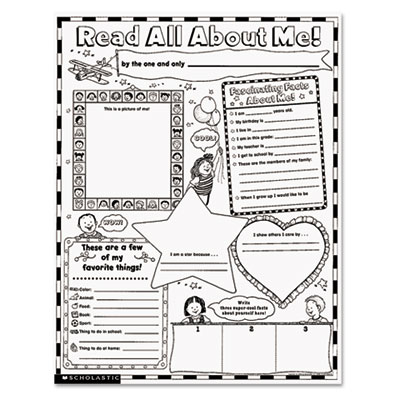 Read All About Me!
by the one and only
This is a picture of me!
COOL!
Fascinating Facts
About Me!
I am ______ years old.
My birthday is
I live in
I am in this grade:
My teacher is
I get to school by
These are the members of my family:
When I grow up I would like to be
WOW!
These are a few
of my
favorite things!
Color:
Animal:
Food:
Book:
Sport:
Thing to do in school:
Thing to do at home:
I am a star because . . .
I show others I care by . . .
Write
three super-cool facts
about yourself here!
1 2 3
SCHOLASTIC